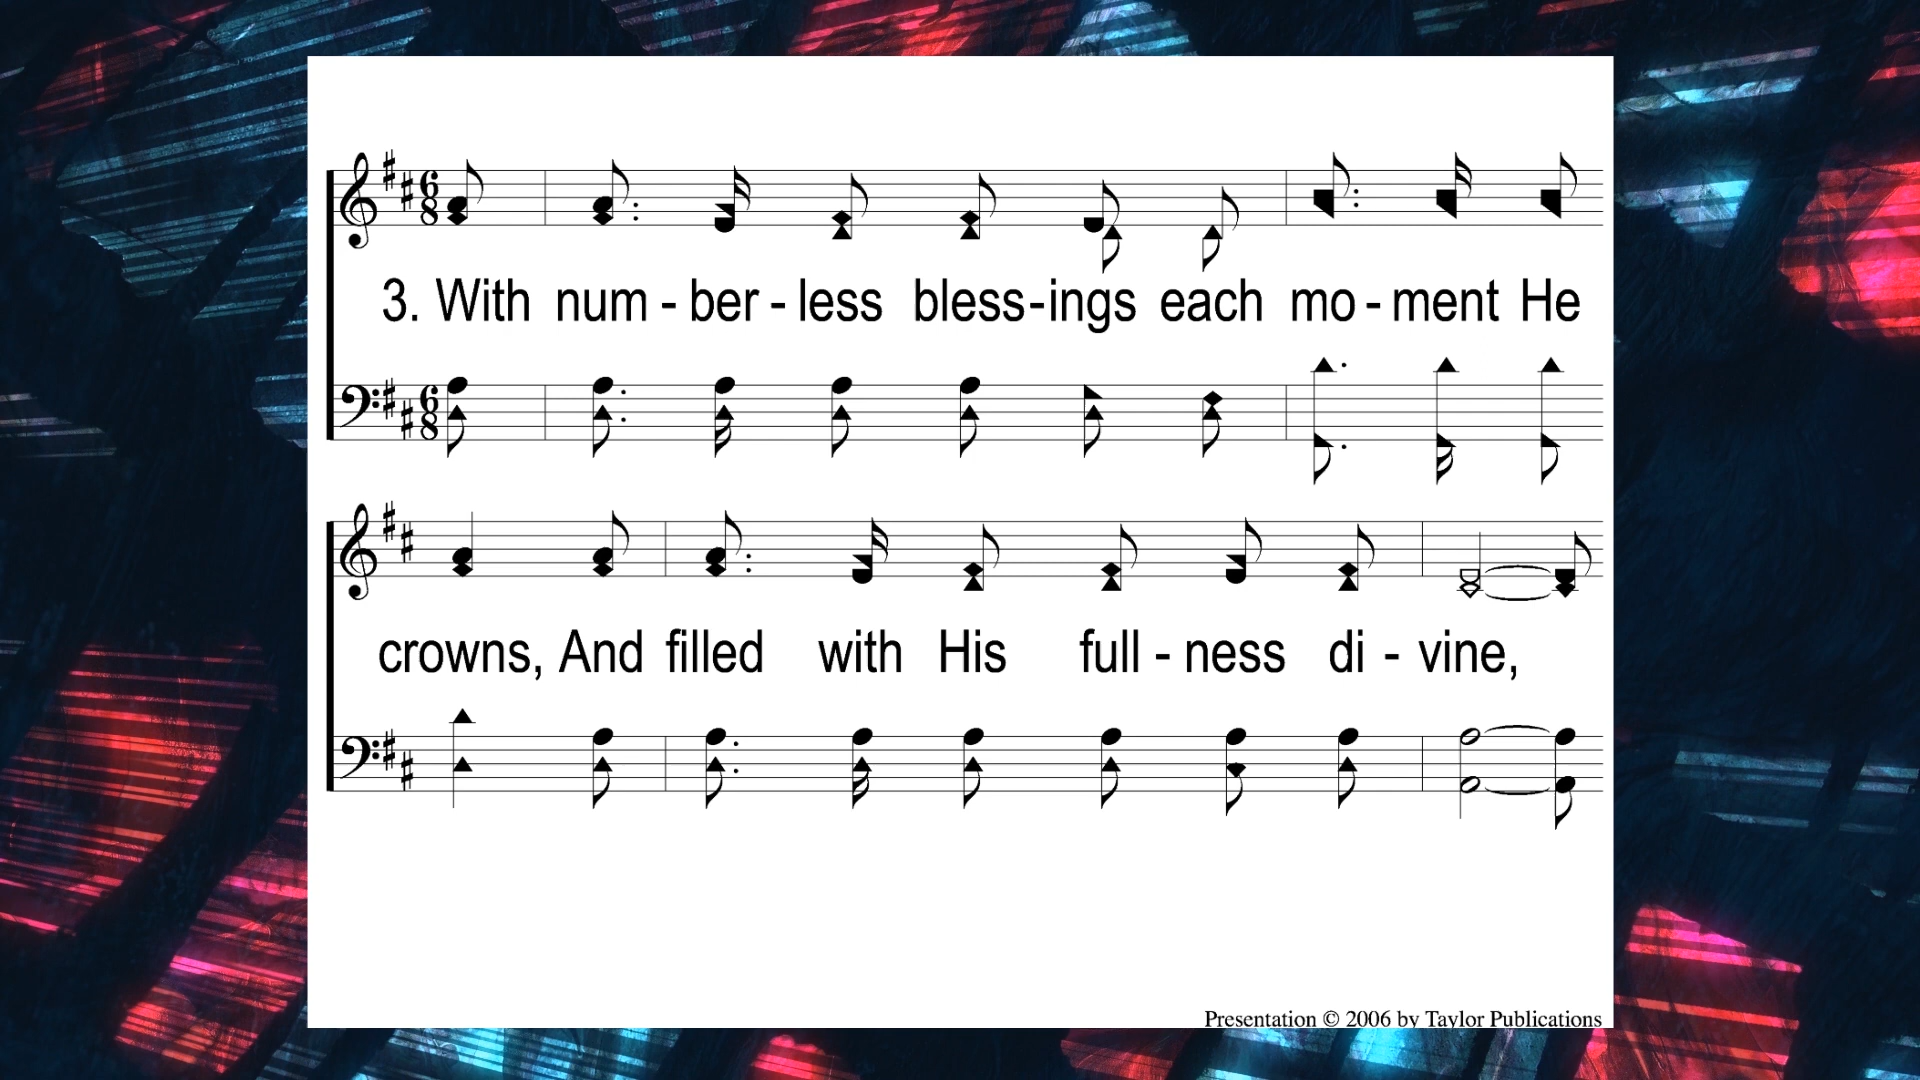 3. With num - ber - less bless-ings each mo - ment He
crowns, And filled with His full - ness di - vine,
Presentation © 2006 by Taylor Publications